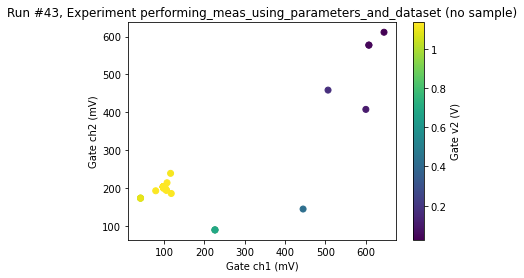 Run #43, Experiment performing_meas_using_parameters_and_dataset (no sample)
600
500
400
300
200
100
Gate ch2 (mV)
100 200 300 400 500 600
Gate ch1 (mV)
1
0.8
0.6
0.4
0.2
Gate v2 (V)